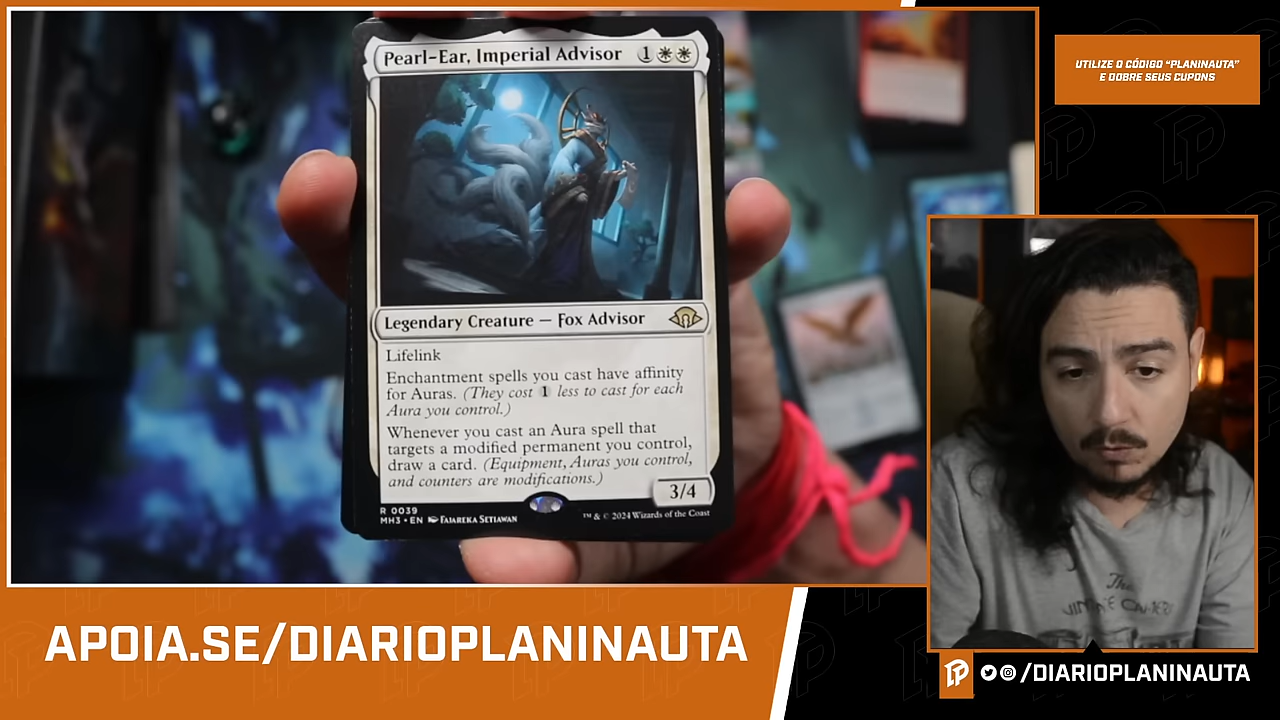 Pearl-Ear, Imperial Advisor 1
Legendary Creature — Fox Advisor
Lifelink
Enchantment spells you cast have affinity
for Auras. (They cost 1 less to cast for each
Aura you control.)
Whenever you cast an Aura spell that
targets a modified permanent you control,
draw a card. (Equipment, Auras you control,
and counters are modifications.)
3/4
R 0039
MH3 • EN Fajareka Setiawan
™ & © 2024 Wizards of the Coast
UTILIZE O CÓDIGO "PLANINAUTA"
E DOBRE SEUS CUPONS
The
APOIA.SE/DIARIOPLANINAUTA
/DIARIOPLANINAUTA